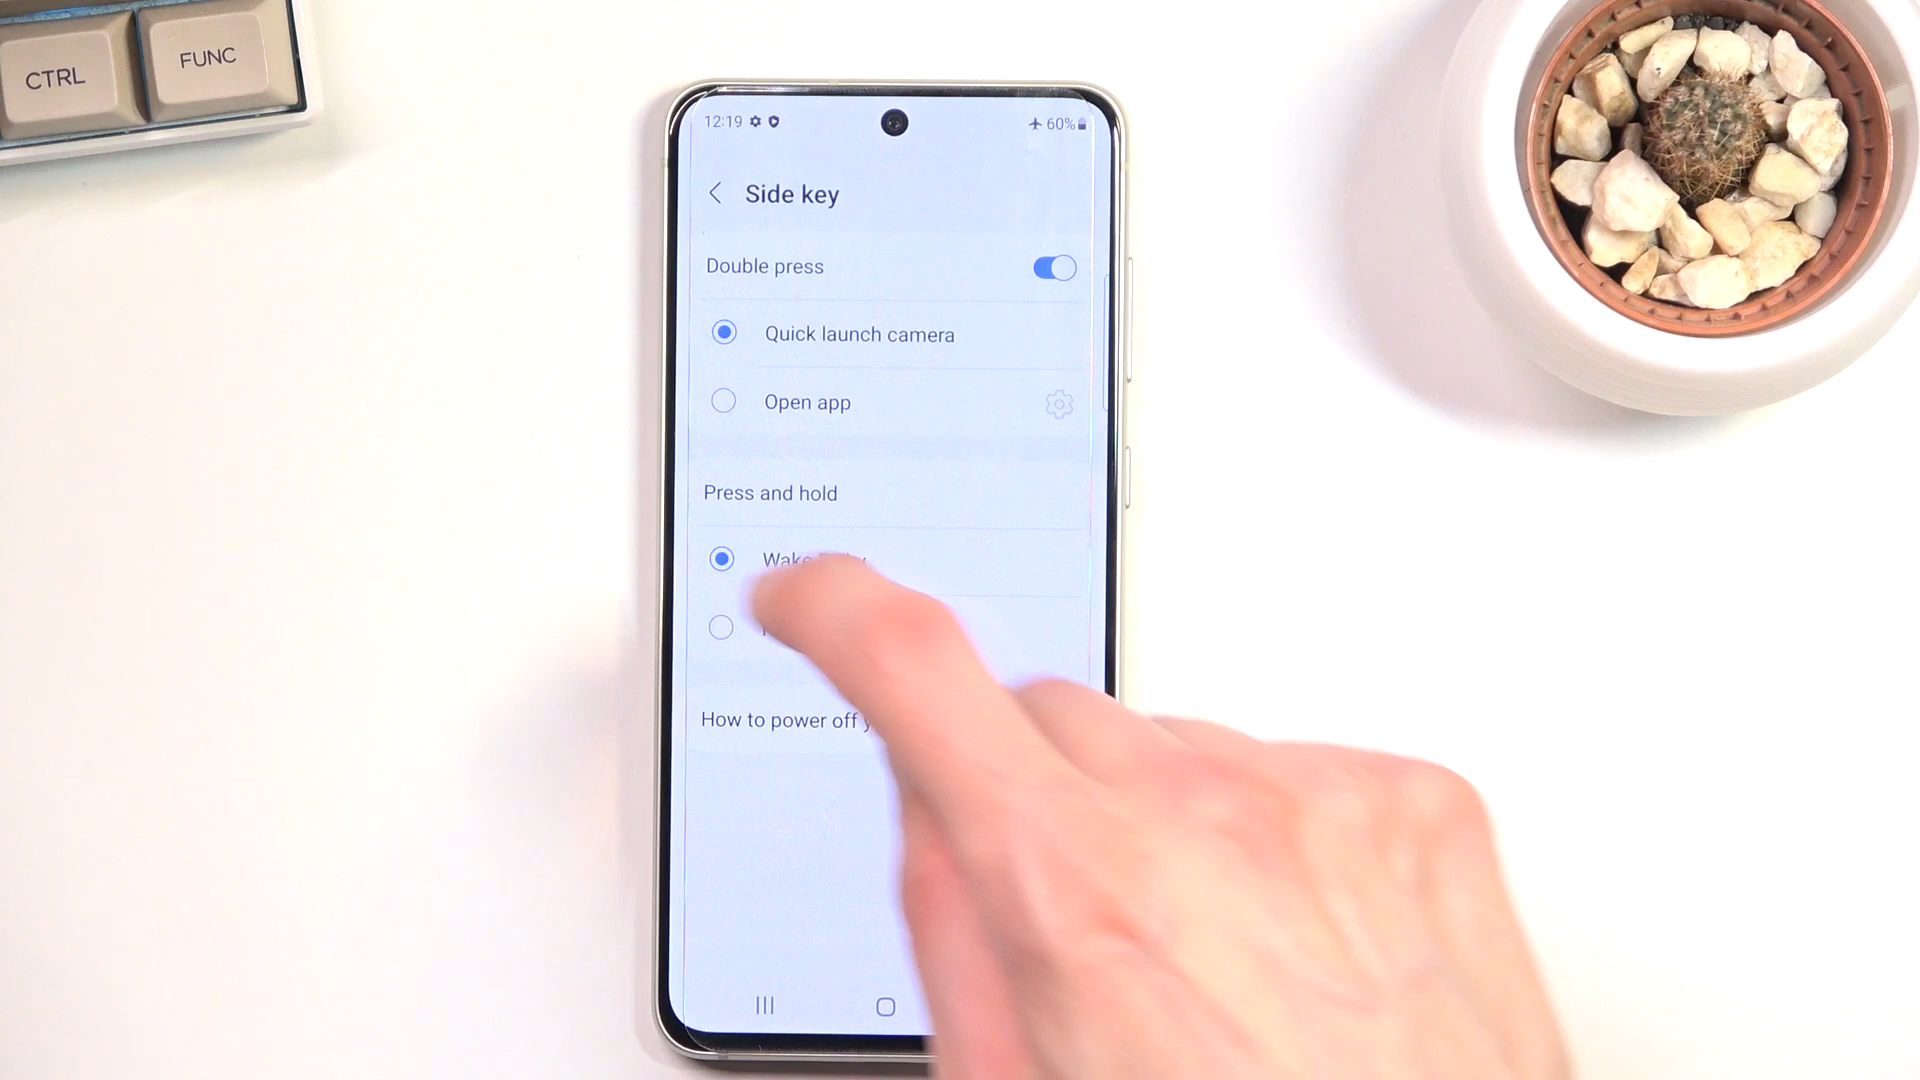 CTRL
FUNC
12:19
60%
Side key
Double press
Quick launch camera
Open app
Press and hold
Wake
How to power off